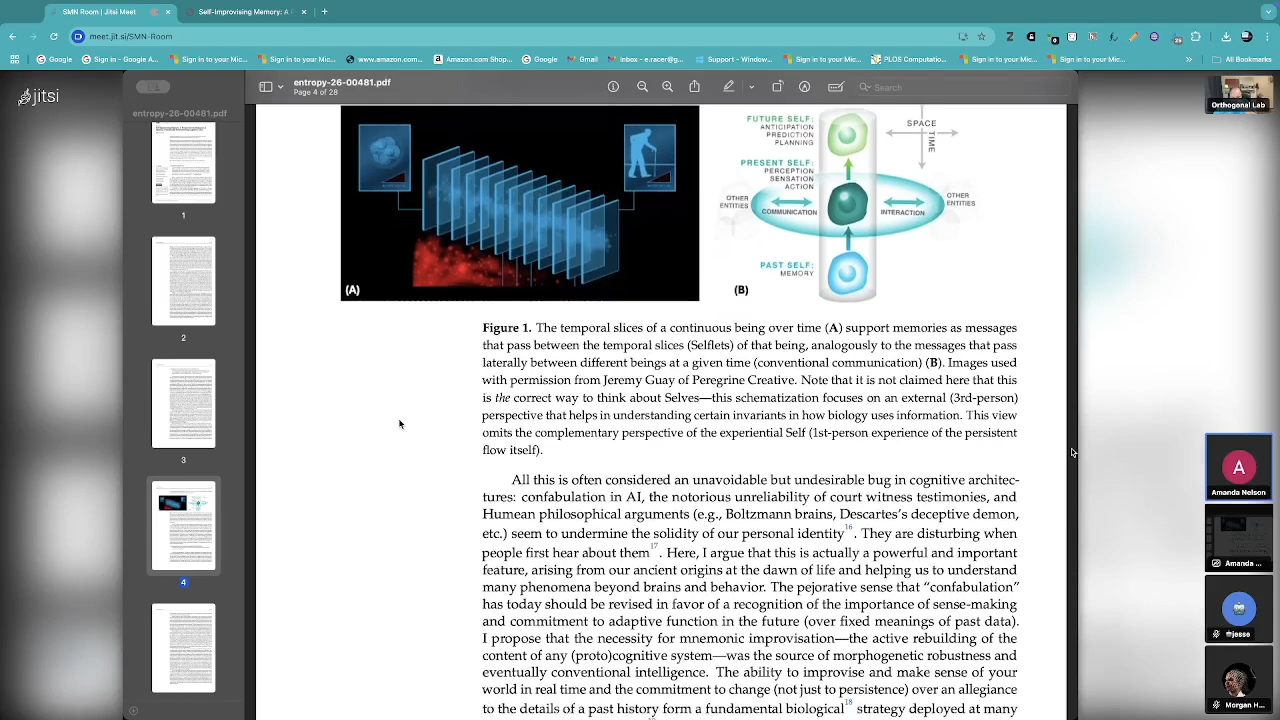 SMN Room | Jitsi Meet
Self-Improvising Memory: A
meet.jit.si/SMN-Room
Google
Sign in - Google A...
Sign in to your Mic...
www.amazon.com...
Amazon.com Shop...
Google
Gmail
Inbox - e.racer@g...
Support - Window...
Sign in to your Mic...
PLOS Computatio...
Sign in to your Mic...
All Bookmarks
Jitsi
entropy-26-00481.pdf
1
2
3
4
entropy-26-00481.pdf
Page 4 of 28
Search
(A)
FUTURE SELF:
ANTICIPATION
PREDICTION
PLANNING
PRESENT SELF:
PERCEPTION
SENSATION
ACTION
OTHER
ENTITIES
COMMUNICATION
INTERACTION
OTHER
ENTITIES
PAST SELF:
MEMORY
SPACE
TIME
(B)
Figure 1. The temporal slices of a continuous being over time (A) support memories as messages
that pass between the temporal slices (Selflets) of that being, analogously to the messages that pass
laterally between different beings at a given time (conventional communication) (B). Images used
with permission from Jeremy Guay of Peregrine Creative. Note that it is not claimed here that this
is the correct way to think about Selves; this schematization focuses on an external (3rd-person)
perspective that helps in understanding certain invariants in how biology uses information. This view
omits the complementary perspective of the experiential Self (1st-person experience of the persistent
flow itself).
All this is often considered an unavoidable bug in designing real cognitive architec-
tures: confabulation in AI, the notorious unreliability of courtroom testimonies, and
Humean philosophical arguments (e.g., Boltzmann brains, Descartes's deceptive demon,
etc.) seem to undermine the solidity of our personal identity 16 and are disturbing when
people first learn about them 17. Here, I argue that this is actually a central and important
feature arising from our ancient origins at the dawn of life and helping us to understand
many phenomena beyond brains and behavior. The pejorative sense that “confabulation”
has today should be revised in favor of a recognition of the importance of sense-making
and commitment to adaptive function in the future (over fixed meanings of past data).
I propose that the necessity for mnemonic improvisation—the active rebuilding of the
content of any (proto)cognitive system—was the source of morphogenetic robustness and
eventually conventional intelligence. The ability to improvise and make sense of your
world in real time and the commitment to change (not just to persistence) over an allegiance
to the details of a past history form a fundamental biological 18 strategy deployed at many
Orthogonal Lab
A
Amanda Nelson
Amanda ...
jesse
Morgan H...